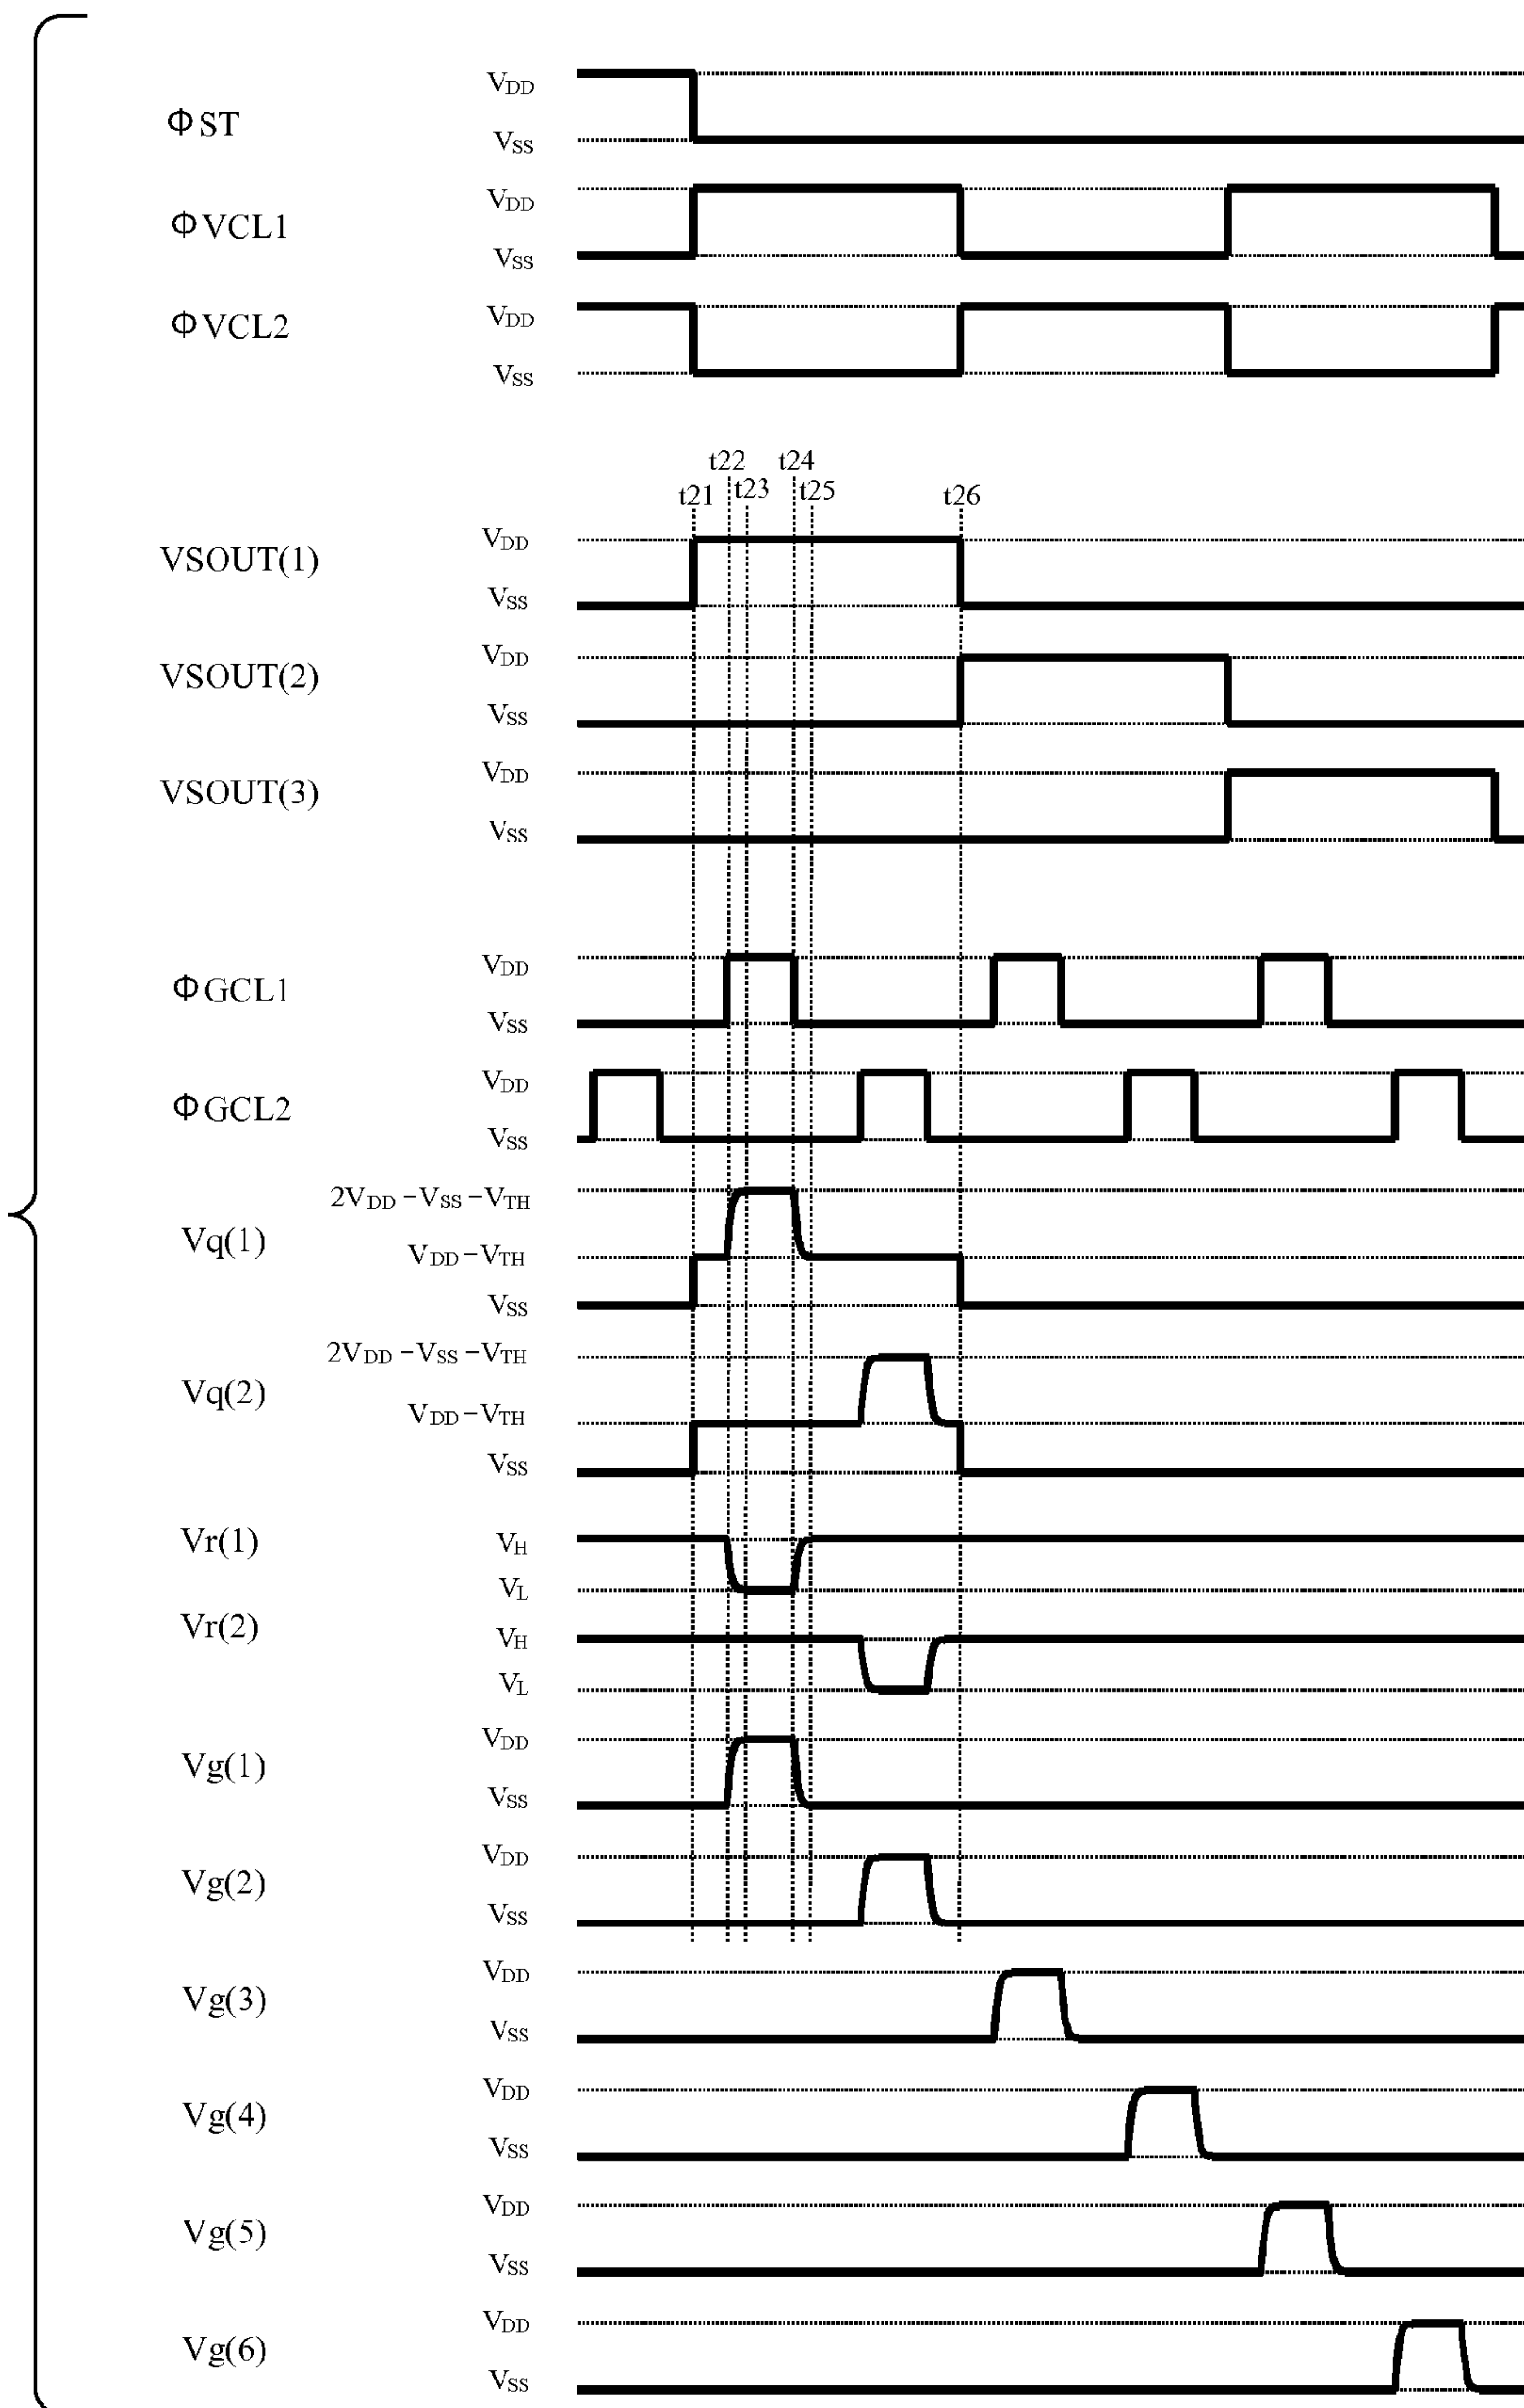 VDD
ΦST
VSS
VDD
ΦVCL1
VSS
VDD
ΦVCL2
VSS
t22 t24
t21 t23 t25 t26
VDD
VSOUT(1)
VSS
VDD
VSOUT(2)
VSS
VDD
VSOUT(3)
VSS
VDD
ΦGCL1
VSS
VDD
ΦGCL2
VSS
2VDD −VSS −VTH
Vq(1)
VDD −VTH
VSS
2VDD −VSS −VTH
Vq(2)
VDD −VTH
VSS
Vr(1) VH
VL
Vr(2) VH
VL
VDD
Vg(1)
VSS
VDD
Vg(2)
VSS
VDD
Vg(3)
VSS
VDD
Vg(4)
VSS
VDD
Vg(5)
VSS
VDD
Vg(6)
VSS